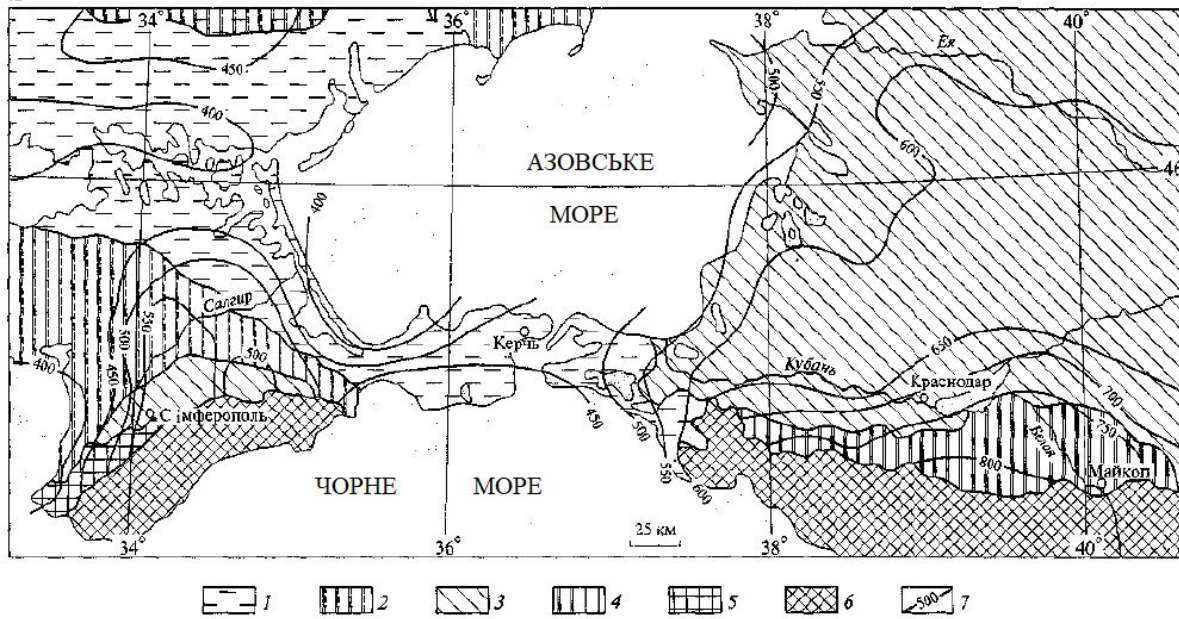 34° 36° 38° 40°
Ея
450
500
550
400
600
АЗОВСЬКЕ
46
МОРЕ
400
Салгир
550
500
450
500
400
Керчь
Кубань
650
Краснодар
700
750
Сімферополь
450
500
550
600
Белая
800
Майкоп
ЧОРНЕ МОРЕ
25 км
34° 36° 38° 40°
1 2 3 4 5 6 500 7